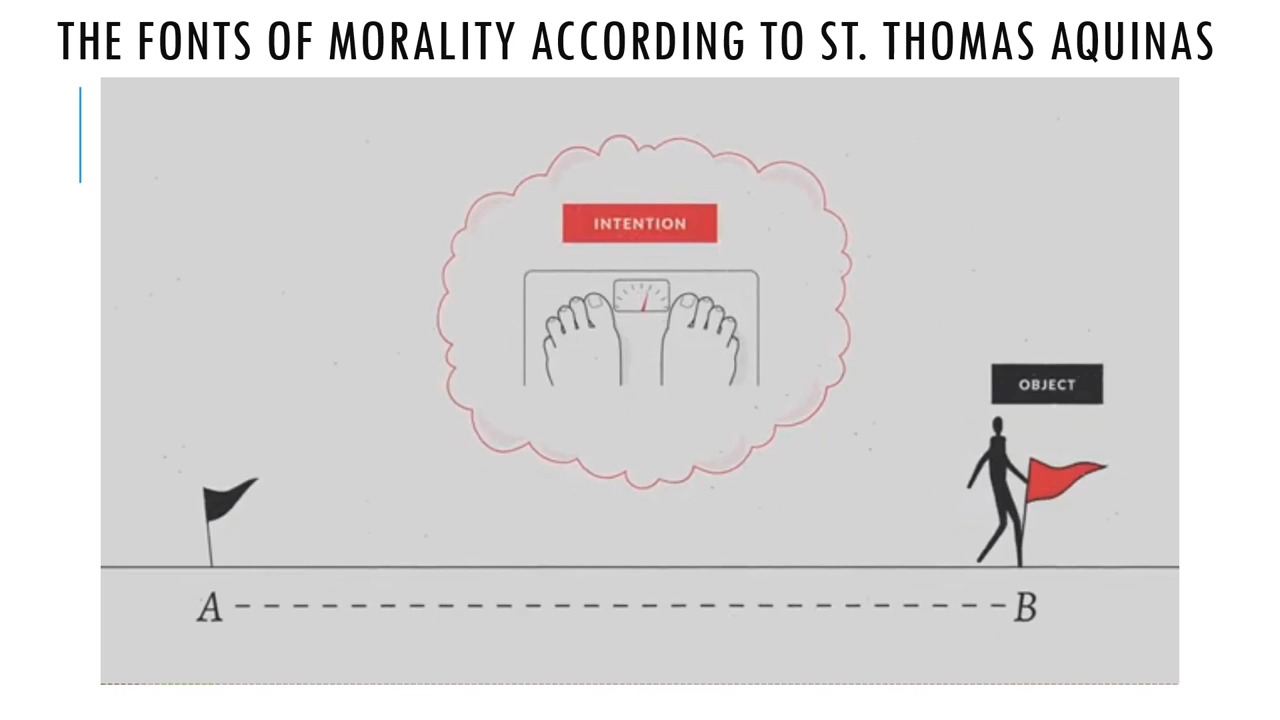 THE FONTS OF MORALITY ACCORDING TO ST. THOMAS AQUINAS
INTENTION
OBJECT
A
B